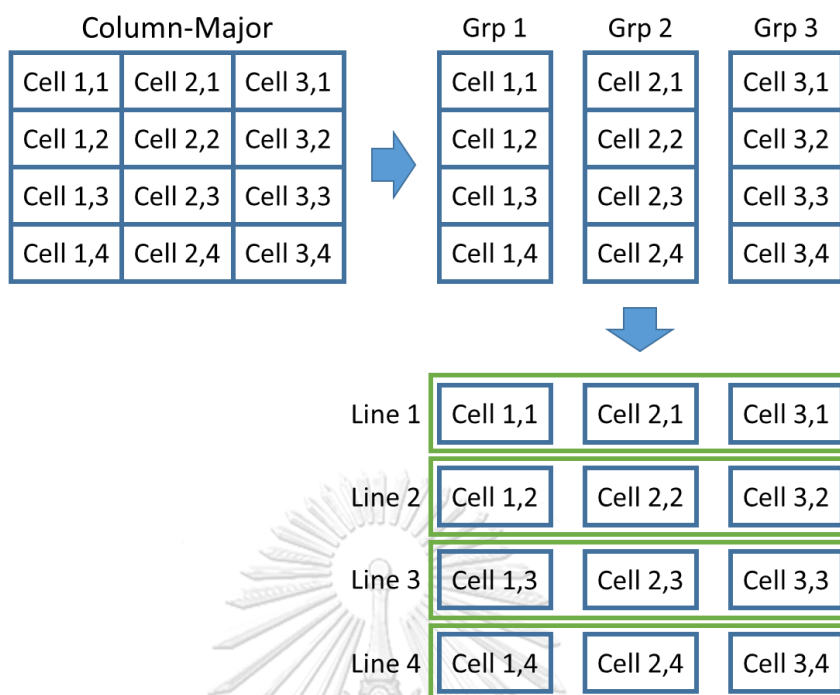 Column-Major
Cell 1,1 Cell 2,1 Cell 3,1
Cell 1,2 Cell 2,2 Cell 3,2
Cell 1,3 Cell 2,3 Cell 3,3
Cell 1,4 Cell 2,4 Cell 3,4
Grp 1 Grp 2 Grp 3
Cell 1,1 Cell 2,1 Cell 3,1
Cell 1,2 Cell 2,2 Cell 3,2
Cell 1,3 Cell 2,3 Cell 3,3
Cell 1,4 Cell 2,4 Cell 3,4
Line 1 Cell 1,1 Cell 2,1 Cell 3,1
Line 2 Cell 1,2 Cell 2,2 Cell 3,2
Line 3 Cell 1,3 Cell 2,3 Cell 3,3
Line 4 Cell 1,4 Cell 2,4 Cell 3,4